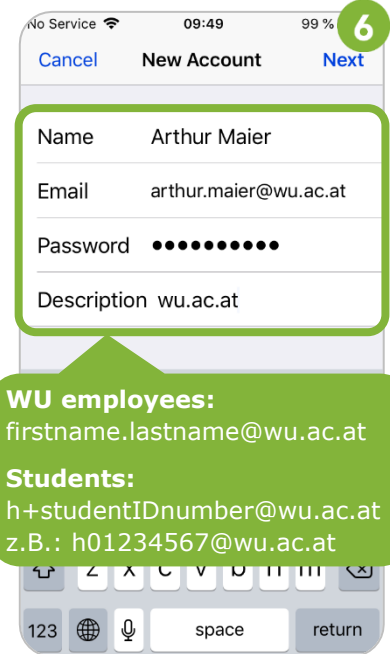 No Service 09:49 99 %
6
Cancel New Account Next
Name Arthur Maier
Email arthur.maier@wu.ac.at
Password ●●●●●●●●●●
Description wu.ac.at
WU employees:
firstname.lastname@wu.ac.at
Students:
h+studentIDnumber@wu.ac.at
z.B.: h01234567@wu.ac.at
Z X C V b n m
123 space return